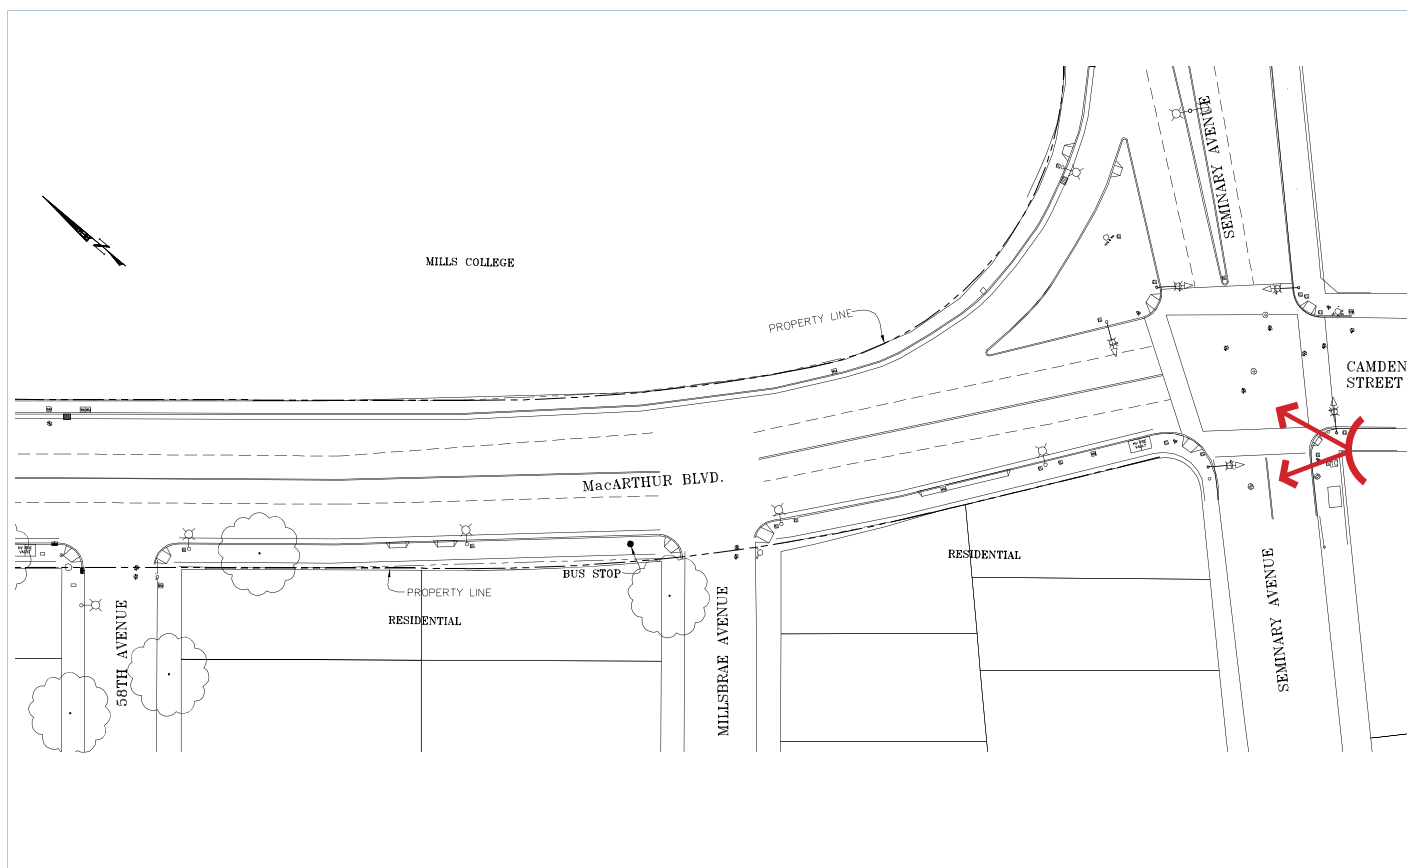 SEMINARY AVENUE
N
MILLS COLLEGE
PROPERTY LINE
CAMDEN
STREET
MacARTHUR BLVD.
RESIDENTIAL
BUS STOP
PROPERTY LINE
RESIDENTIAL
58TH AVENUE
MILLSBRAE AVENUE
SEMINARY AVENUE